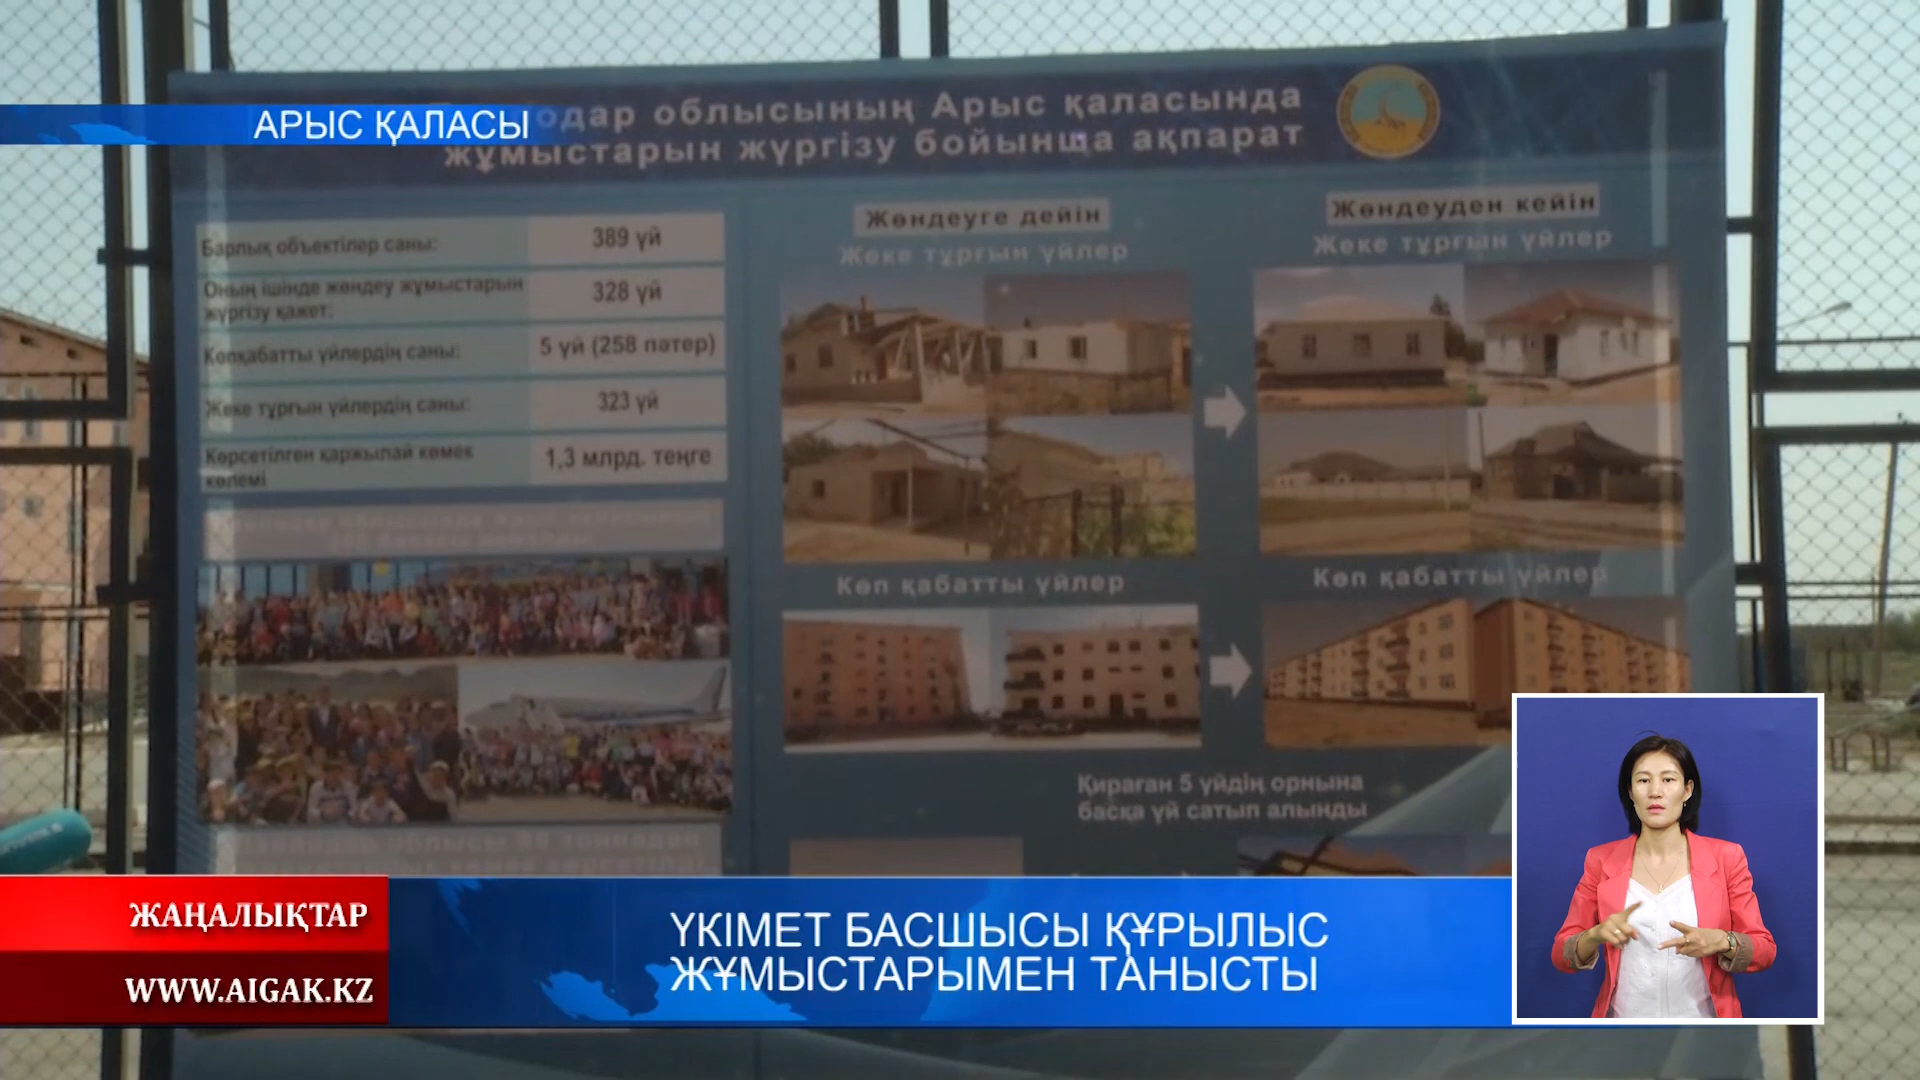 АРЫС ҚАЛАСЫ
облысының Арыс қаласында
жұмыстарын жүргізу бойынша ақпарат
Барлық объектілер саны: 389 үй
Оның ішінде жөндеу жұмыстарын
жүргізу қажет: 328 үй
Көпқабатты үйлердің саны: 5 үй (258 пәтер)
Жеке тұрғын үйлердің саны: 323 үй
Көрсетілген қаржылай көмек
көлемі 1,3 млрд. теңге
Жөндеуге дейін
Жеке тұрғын үйлер
Жөндеуден кейін
Жеке тұрғын үйлер
Көп қабатты үйлер
Көп қабатты үйлер
Қираған 5 үйдің орнына
басқа үй сатып алынды
ЖАҢАЛЫҚТАР
WWW.AIGAK.KZ
ҮКІМЕТ БАСШЫСЫ ҚҰРЫЛЫС
ЖҰМЫСТАРЫМЕН ТАНЫСТЫ